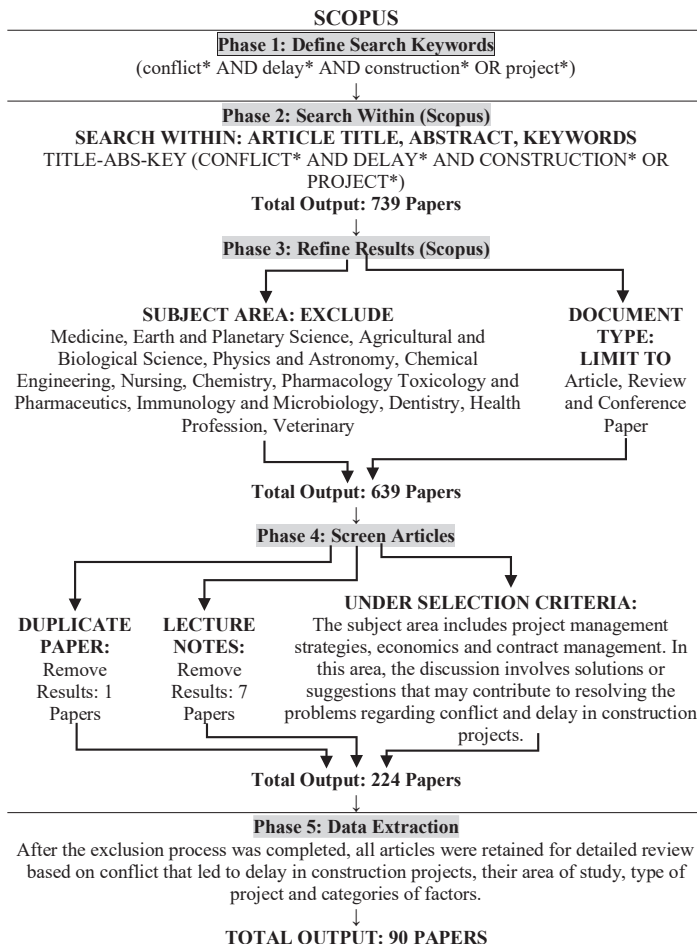 SCOPUS
Phase 1: Define Search Keywords
(conflict* AND delay* AND construction* OR project*)
↓
Phase 2: Search Within (Scopus)
SEARCH WITHIN: ARTICLE TITLE, ABSTRACT, KEYWORDS
TITLE-ABS-KEY (CONFLICT* AND DELAY* AND CONSTRUCTION* OR
PROJECT*)
Total Output: 739 Papers
↓
Phase 3: Refine Results (Scopus)
SUBJECT AREA: EXCLUDE
Medicine, Earth and Planetary Science, Agricultural and
Biological Science, Physics and Astronomy, Chemical
Engineering, Nursing, Chemistry, Pharmacology Toxicology and
Pharmaceutics, Immunology and Microbiology, Dentistry, Health
Profession, Veterinary
DOCUMENT
TYPE:
LIMIT TO
Article, Review
and Conference
Paper
Total Output: 639 Papers
↓
Phase 4: Screen Articles
DUPLICATE
PAPER:
Remove
Results: 1
Papers
LECTURE
NOTES:
Remove
Results: 7
Papers
UNDER SELECTION CRITERIA:
The subject area includes project management
strategies, economics and contract management. In
this area, the discussion involves solutions or
suggestions that may contribute to resolving the
problems regarding conflict and delay in construction
projects.
Total Output: 224 Papers
↓
Phase 5: Data Extraction
After the exclusion process was completed, all articles were retained for detailed review
based on conflict that led to delay in construction projects, their area of study, type of
project and categories of factors.
↓
TOTAL OUTPUT: 90 PAPERS